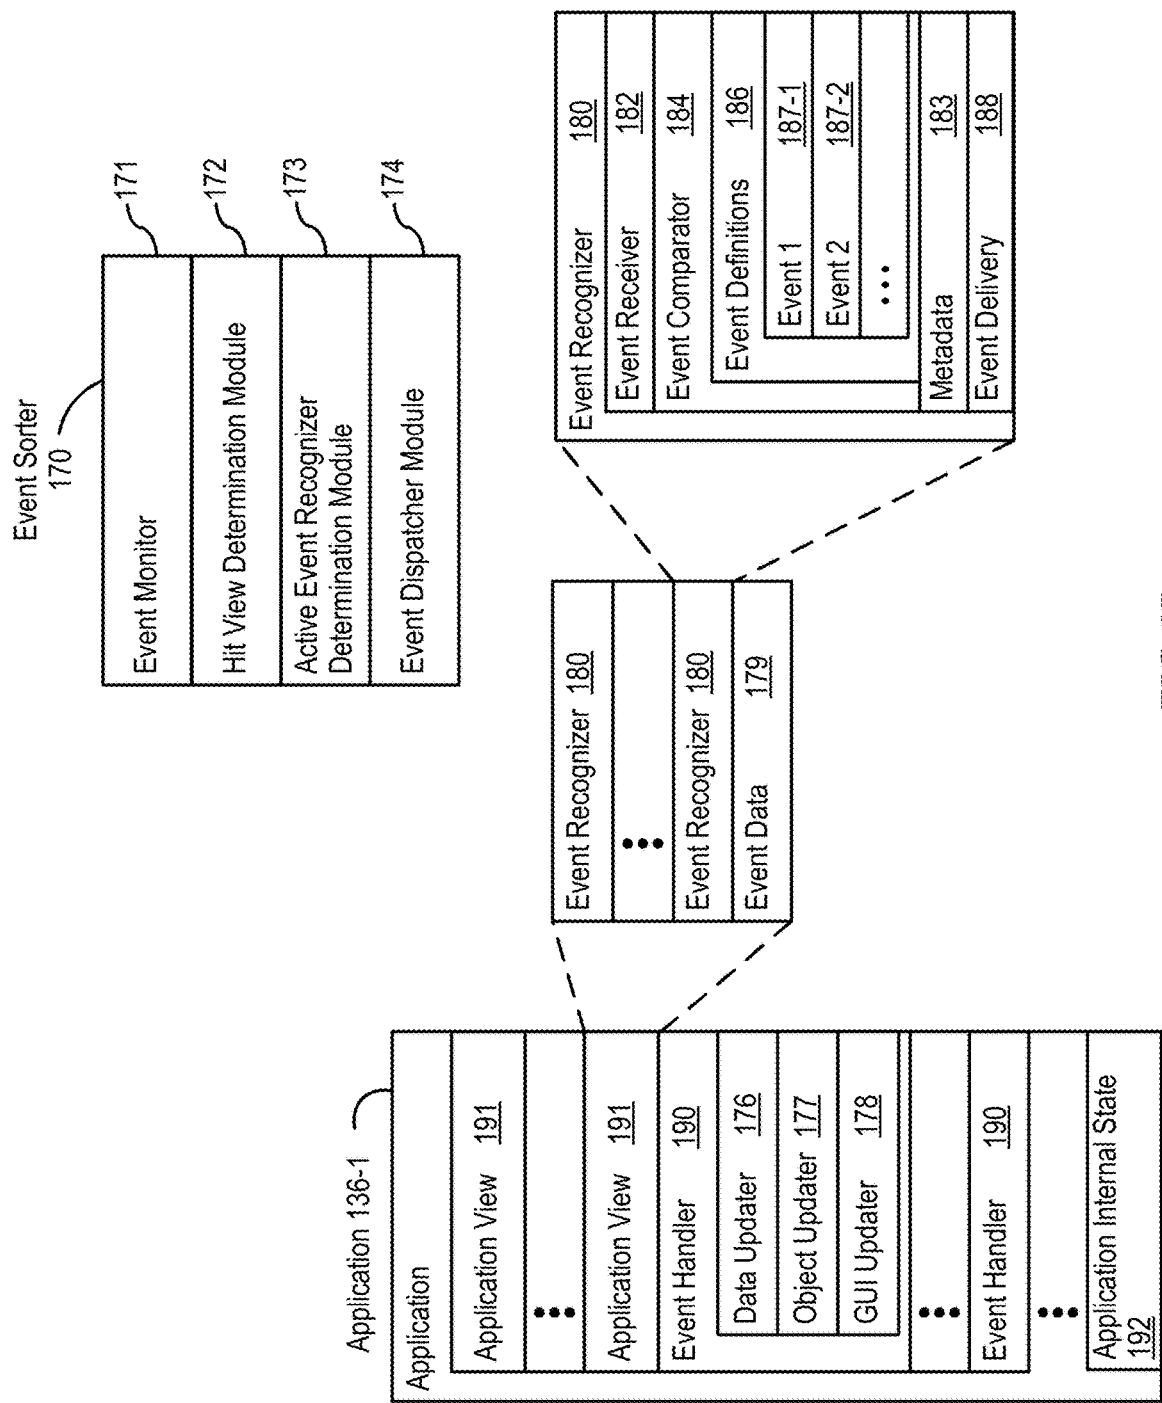 Event Sorter
170
Event Monitor
171
Hit View Determination Module
172
Active Event Recognizer
Determination Module
173
Event Dispatcher Module
174
Application 136-1
Application
Application View 191
Application View 191
Event Handler 190
Data Updater 176
Object Updater 177
GUI Updater 178
Event Handler 190
Application Internal State
192
Event Recognizer 180
Event Recognizer 180
Event Data 179
Event Recognizer 180
Event Receiver 182
Event Comparator 184
Event Definitions 186
Event 1 187-1
Event 2 187-2
Metadata 183
Event Delivery 188